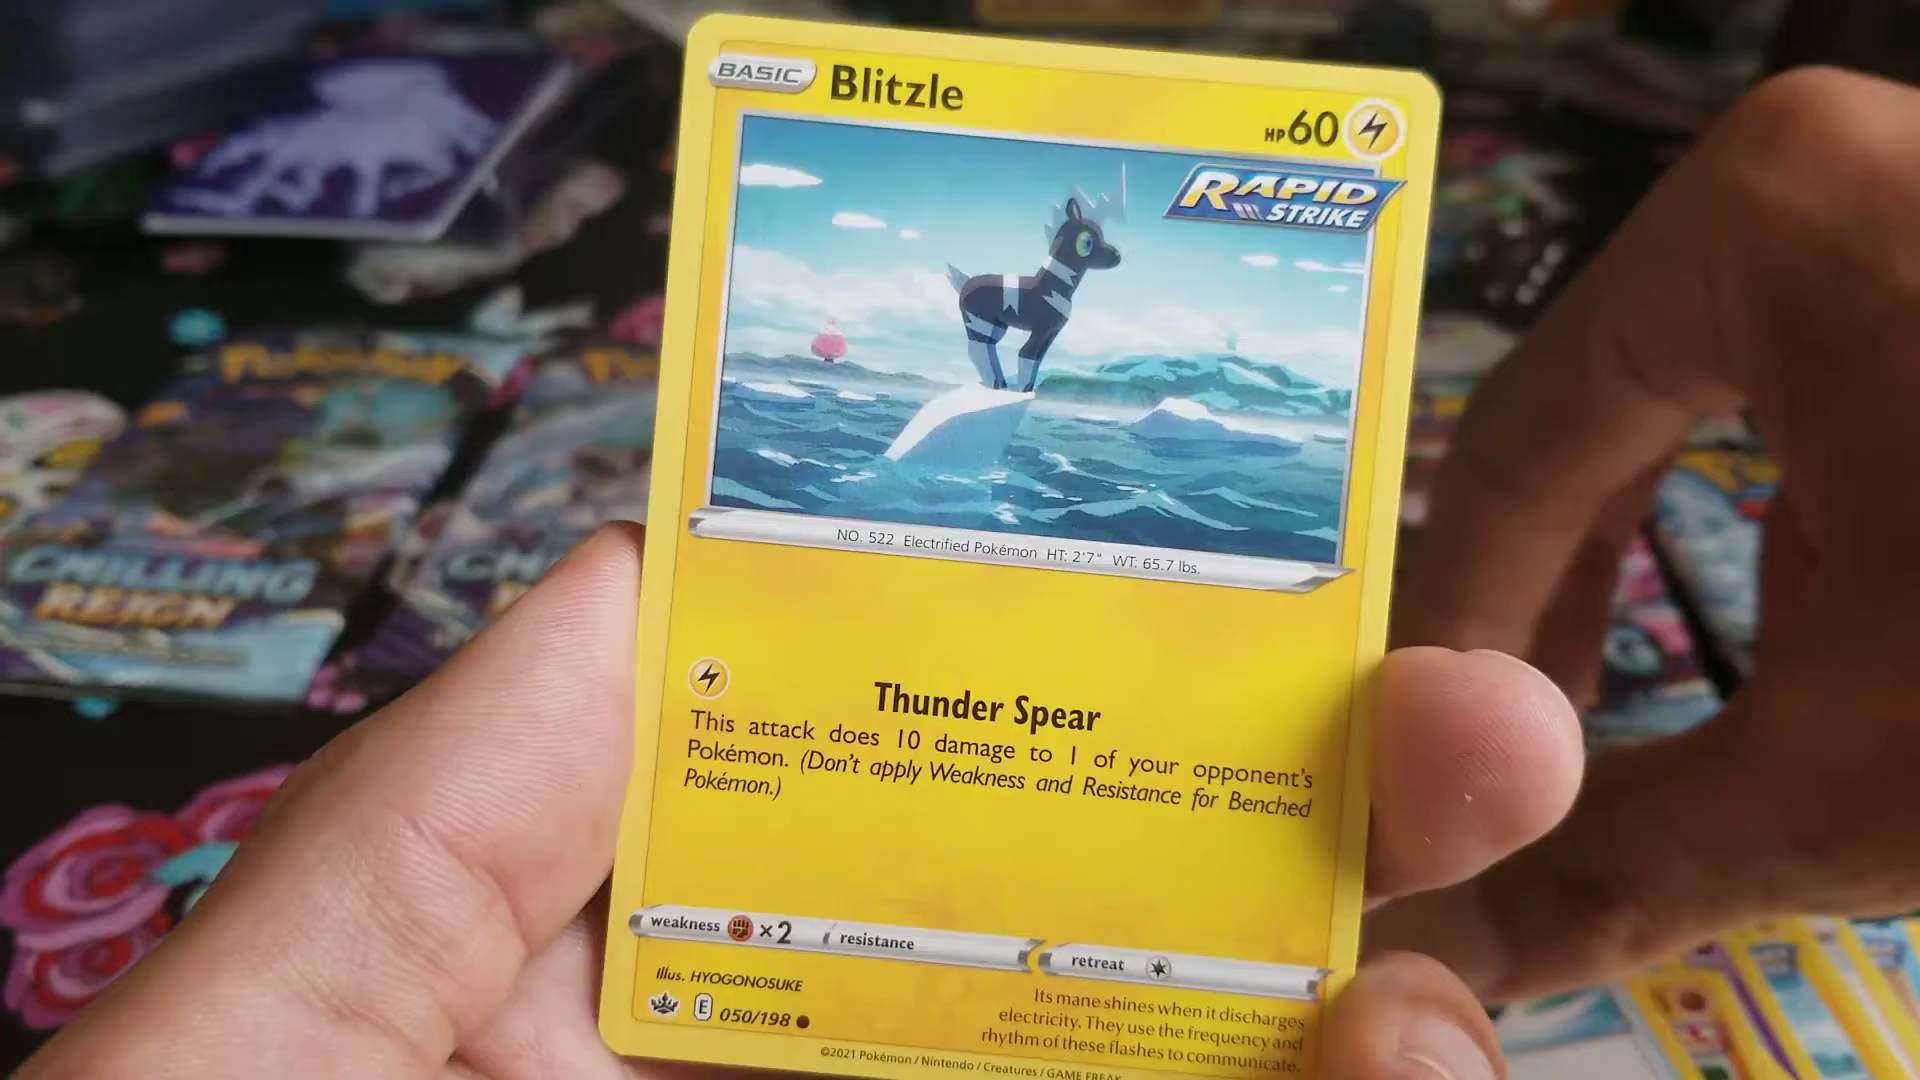 BASIC Blitzle HP 60
RAPID
STRIKE
NO. 522 Electrified Pokémon HT: 2'7" WT: 65.7 lbs.
Thunder Spear
This attack does 10 damage to 1 of your opponent's
Pokémon. (Don't apply Weakness and Resistance for Benched
Pokémon.)
weakness ×2 resistance retreat
Illus. HYOGONOSUKE
E 050/198
Its mane shines when it discharges
electricity. They use the frequency and
rhythm of these flashes to communicate.
©2021 Pokémon / Nintendo / Creatures / GAME FREAK
Pokémon
CHILLING
REIGN